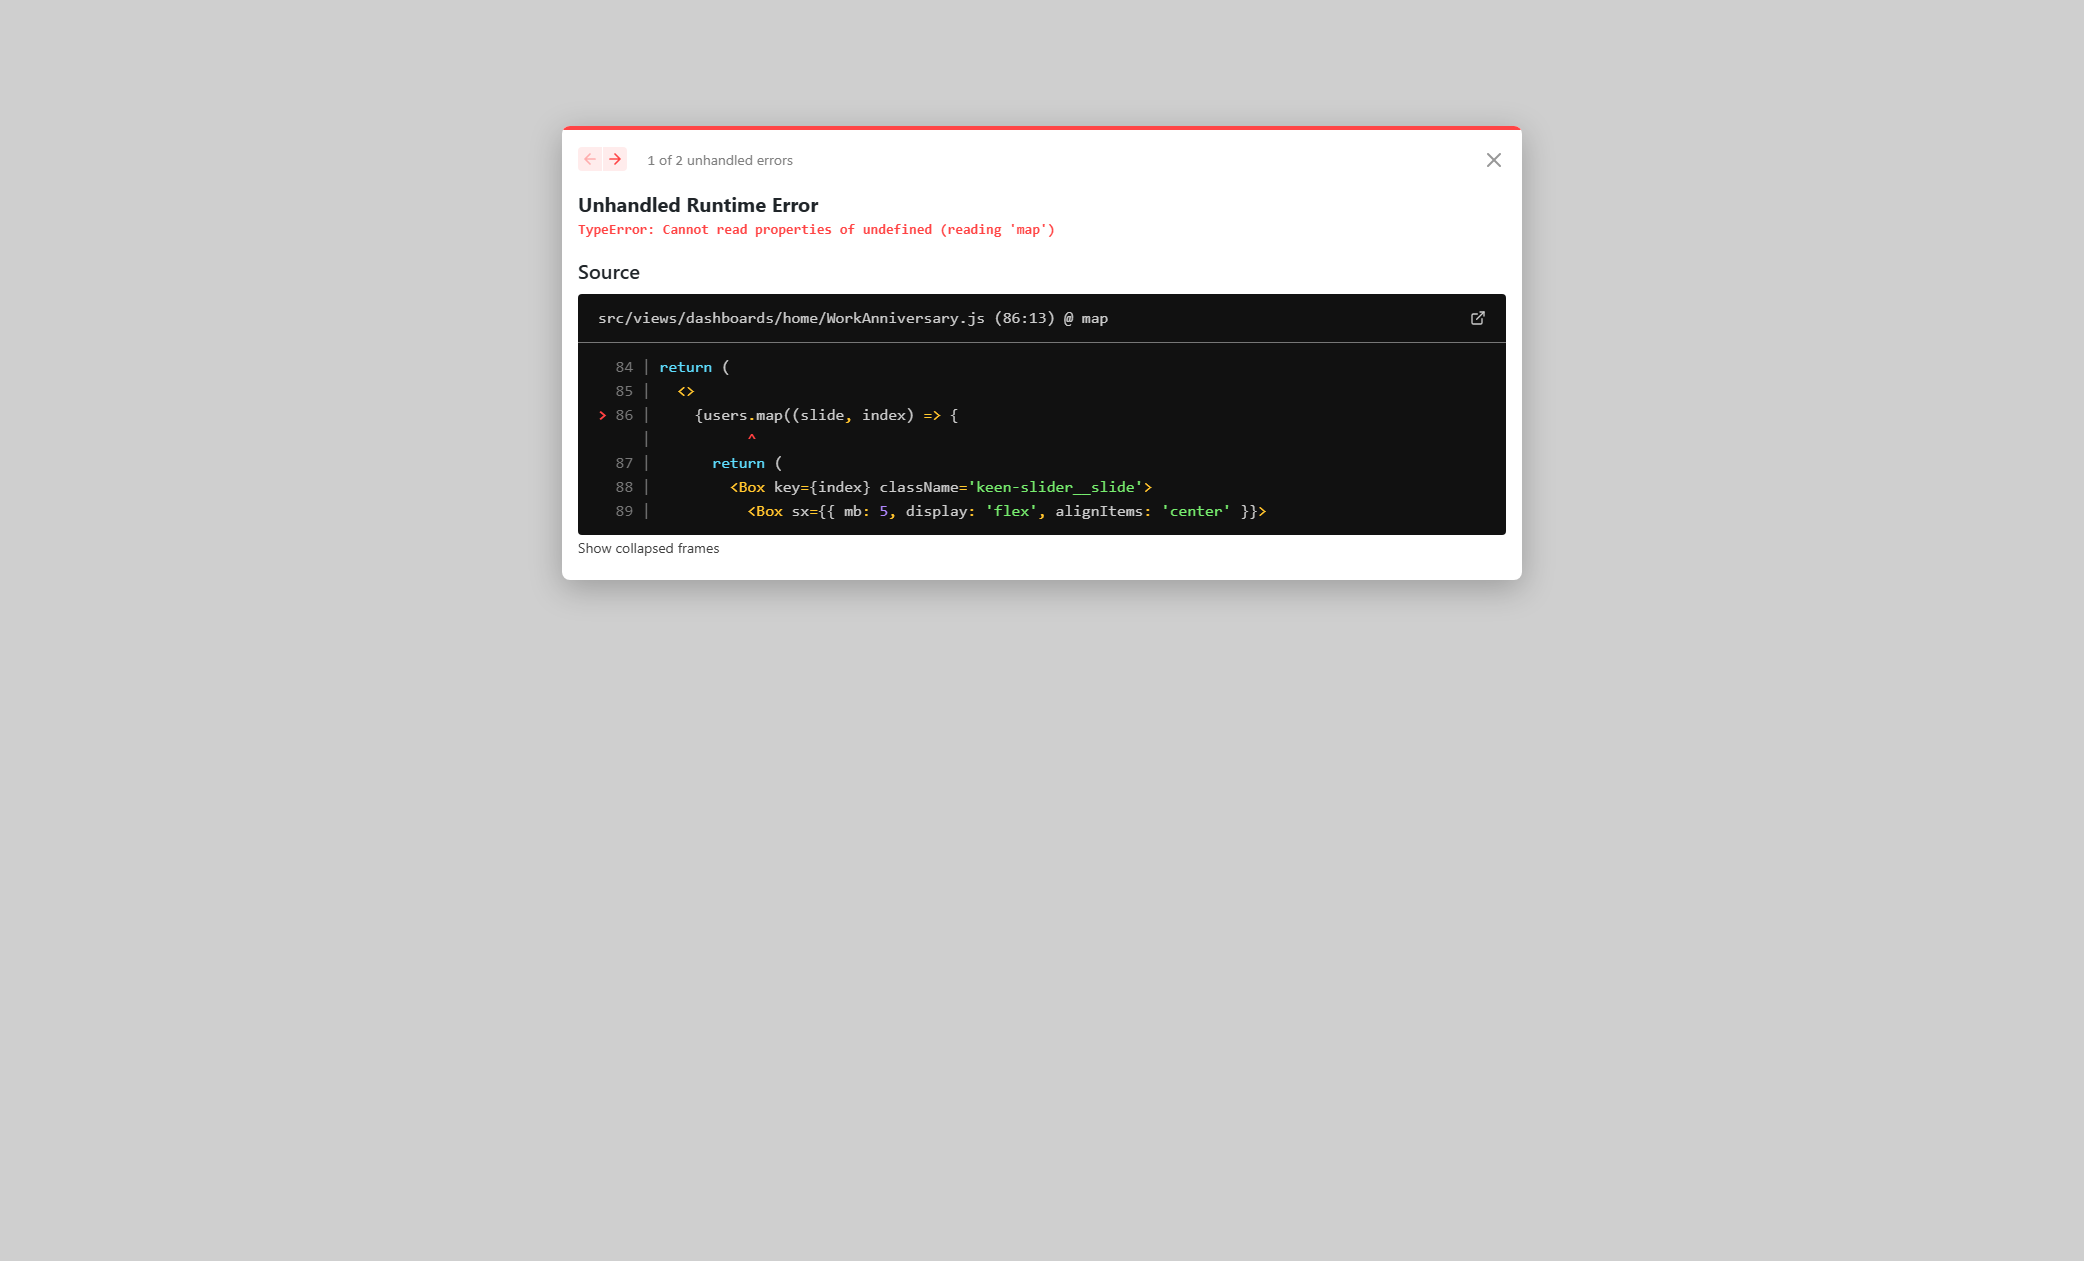 1 of 2 unhandled errors
Unhandled Runtime Error
TypeError: Cannot read properties of undefined (reading 'map')
Source
src/views/dashboards/home/WorkAnniversary.js (86:13) @ map
84 | return (
85 |   <>
> 86 |     {users.map((slide, index) => {
|           ^
87 |       return (
88 |         <Box key={index} className='keen-slider__slide'>
89 |           <Box sx={{ mb: 5, display: 'flex', alignItems: 'center' }}>
Show collapsed frames